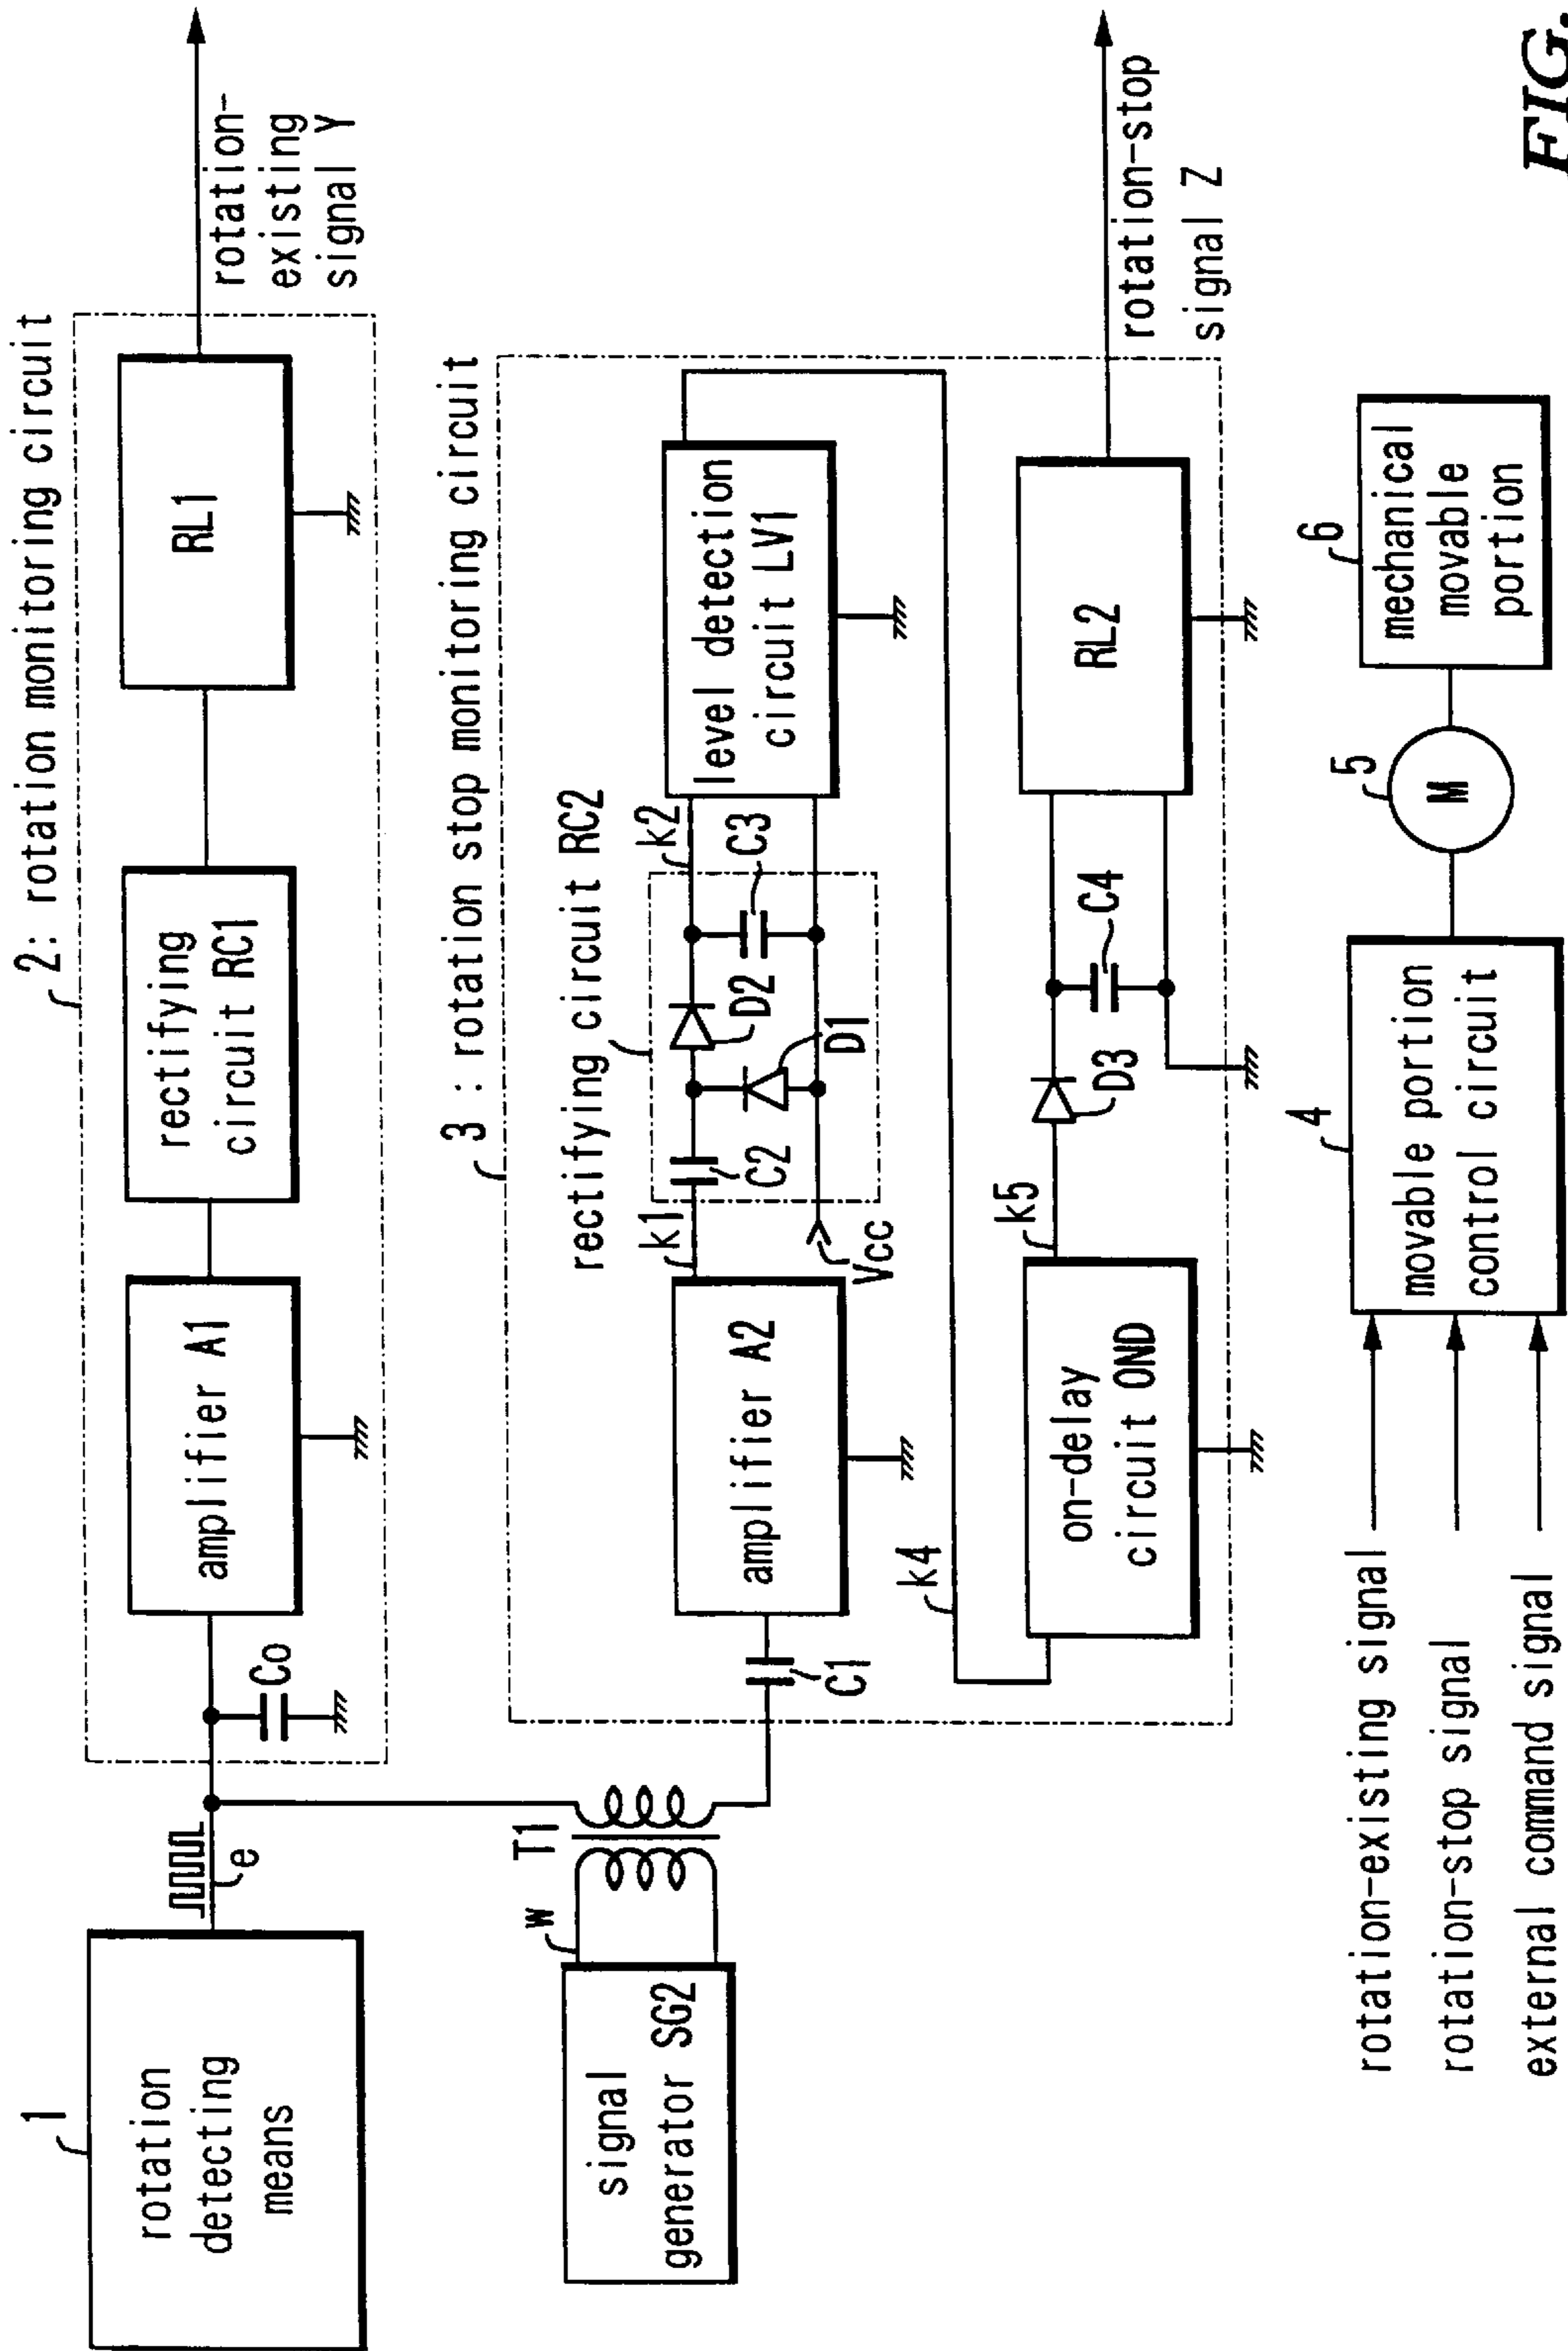 1
rotation
detecting
means
e
2: rotation monitoring circuit
Co
amplifier A1
rectifying
circuit RC1
RL1
rotation-
existing
signal Y
signal
generator SG2
w
T1
3 : rotation stop monitoring circuit
C1
amplifier A2
k1
rectifying circuit RC2
C2
D1
D2
C3
Vcc
k2
level detection
circuit LV1
k4
on-delay
circuit OND
k5
D3
C4
RL2
rotation-stop
signal Z
rotation-existing signal
rotation-stop signal
external command signal
4
movable portion
control circuit
5
M
6
mechanical
movable
portion
FIG.